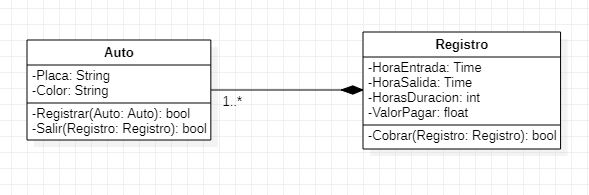 Auto
-Placa: String
-Color: String
-Registrar(Auto: Auto): bool
-Salir(Registro: Registro): bool
1..*
Registro
-HoraEntrada: Time
-HoraSalida: Time
-HorasDuracion: int
-ValorPagar: float
-Cobrar(Registro: Registro): bool